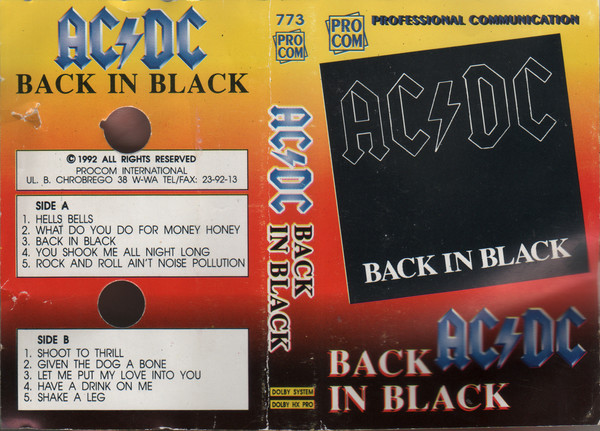 AC/DC
BACK IN BLACK
© 1992 ALL RIGHTS RESERVED
PROCOM INTERNATIONAL
UL. B. CHROBREGO 38 W-WA TEL/FAX: 23-92-13
SIDE A
1. HELLS BELLS
2. WHAT DO YOU DO FOR MONEY HONEY
3. BACK IN BLACK
4. YOU SHOOK ME ALL NIGHT LONG
5. ROCK AND ROLL AIN'T NOISE POLLUTION
SIDE B
1. SHOOT TO THRILL
2. GIVEN THE DOG A BONE
3. LET ME PUT MY LOVE INTO YOU
4. HAVE A DRINK ON ME
5. SHAKE A LEG
773
PRO
COM
AC/DC
BACK
IN BLACK
DOLBY SYSTEM
DOLBY HX PRO
PRO
COM
PROFESSIONAL COMMUNICATION
AC/DC
BACK IN BLACK
AC/DC
BACK
IN BLACK